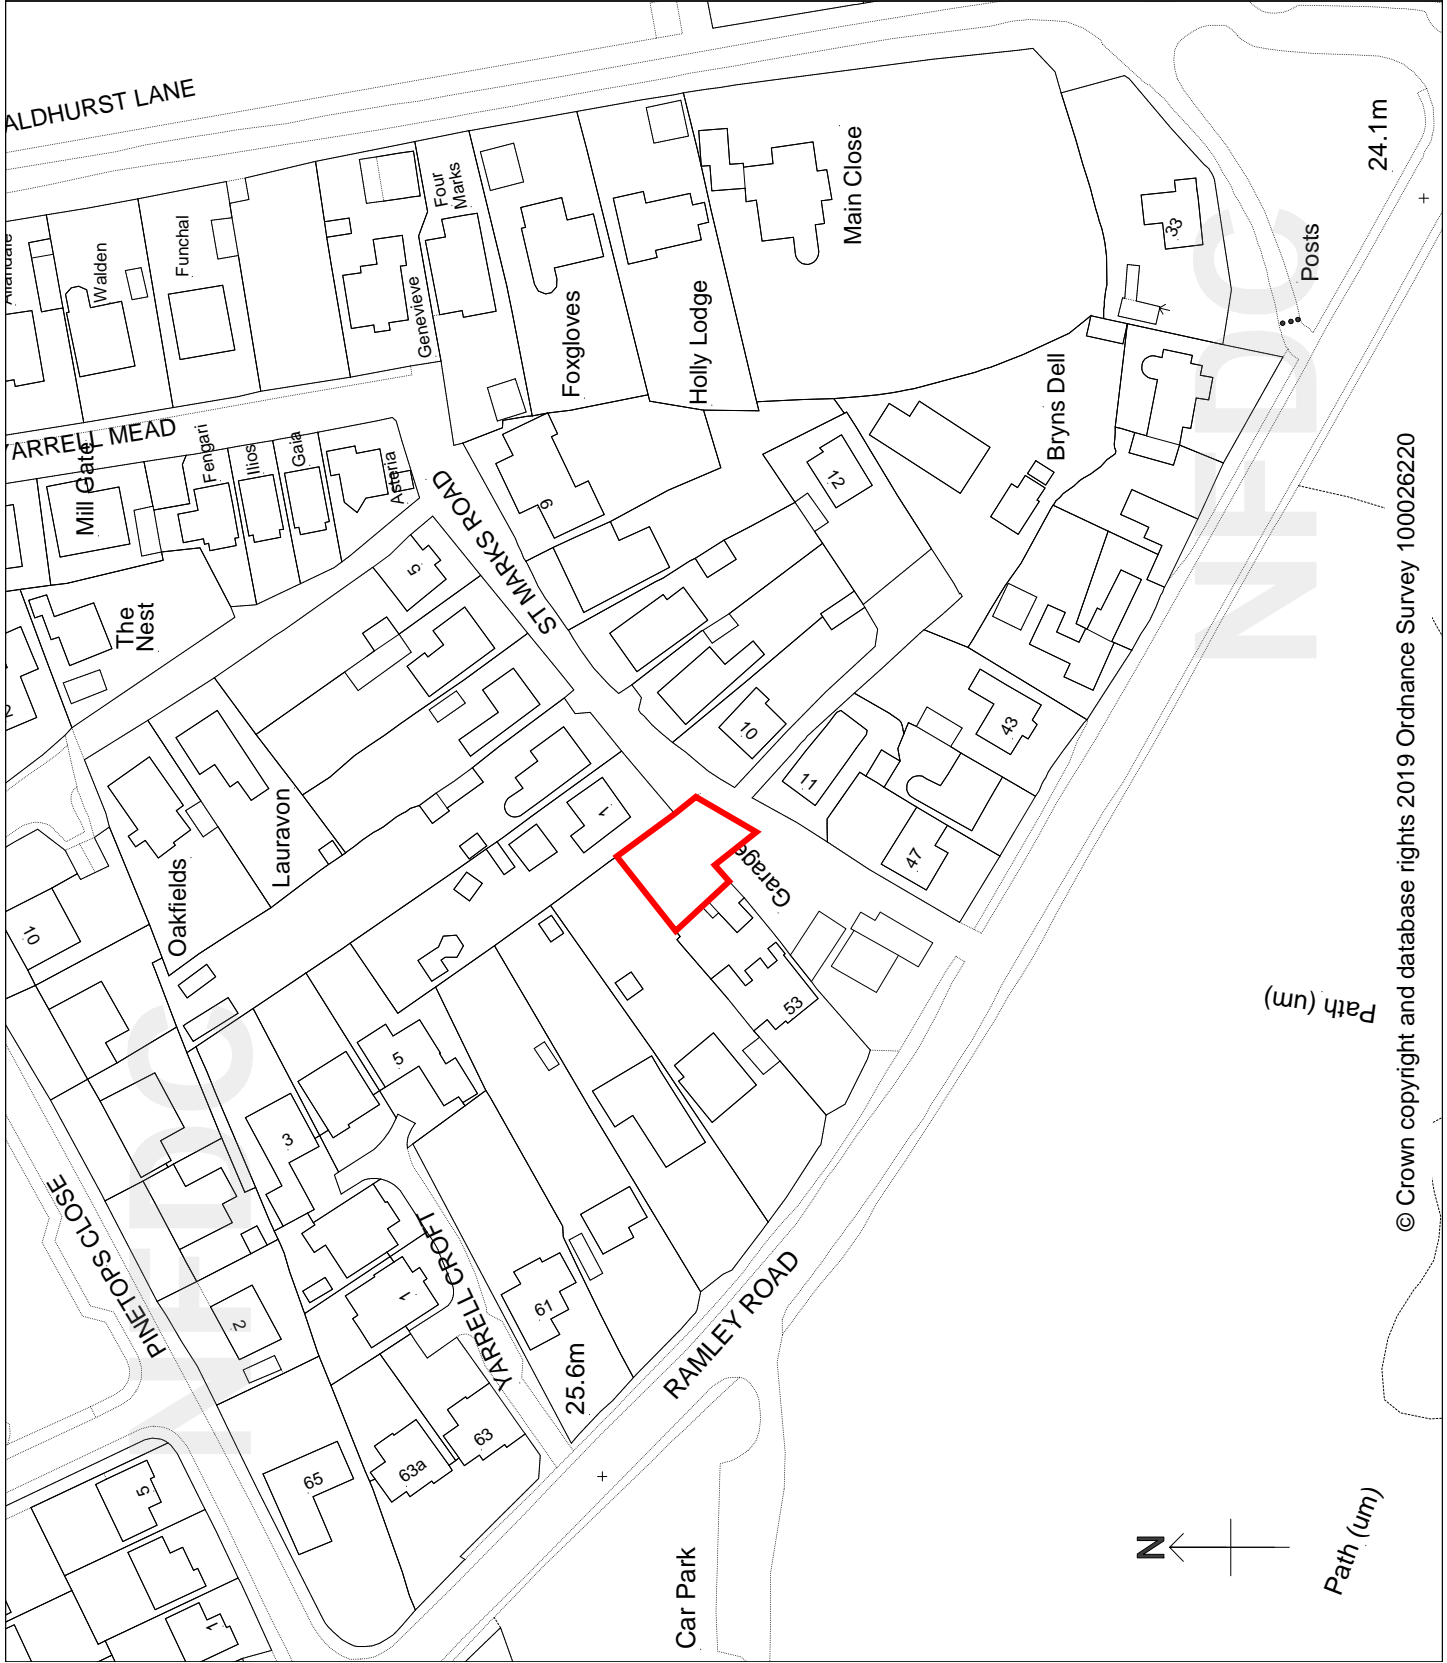 ALDHURST LANE
Allandale
Walden
Funchal
Four
Marks
Genevieve
Foxgloves
Holly Lodge
Main Close
33
24.1m
Posts
YARRELL MEAD
Mill Gate
Fengari
Ilios
Gaia
Asteria
ST MARKS ROAD
9
12
Bryns Dell
The
Nest
2
5
10
11
43
47
Lauravon
Oakfields
10
1
Garage
53
NFDC
NFDC
PINETOPS CLOSE
3
5
2
1
YARRELL CROFT
61
25.6m
RAMLEY ROAD
65
63a
63
5
1
Car Park
Path (um)
Path (um)
N
© Crown copyright and database rights 2019 Ordnance Survey 100026220